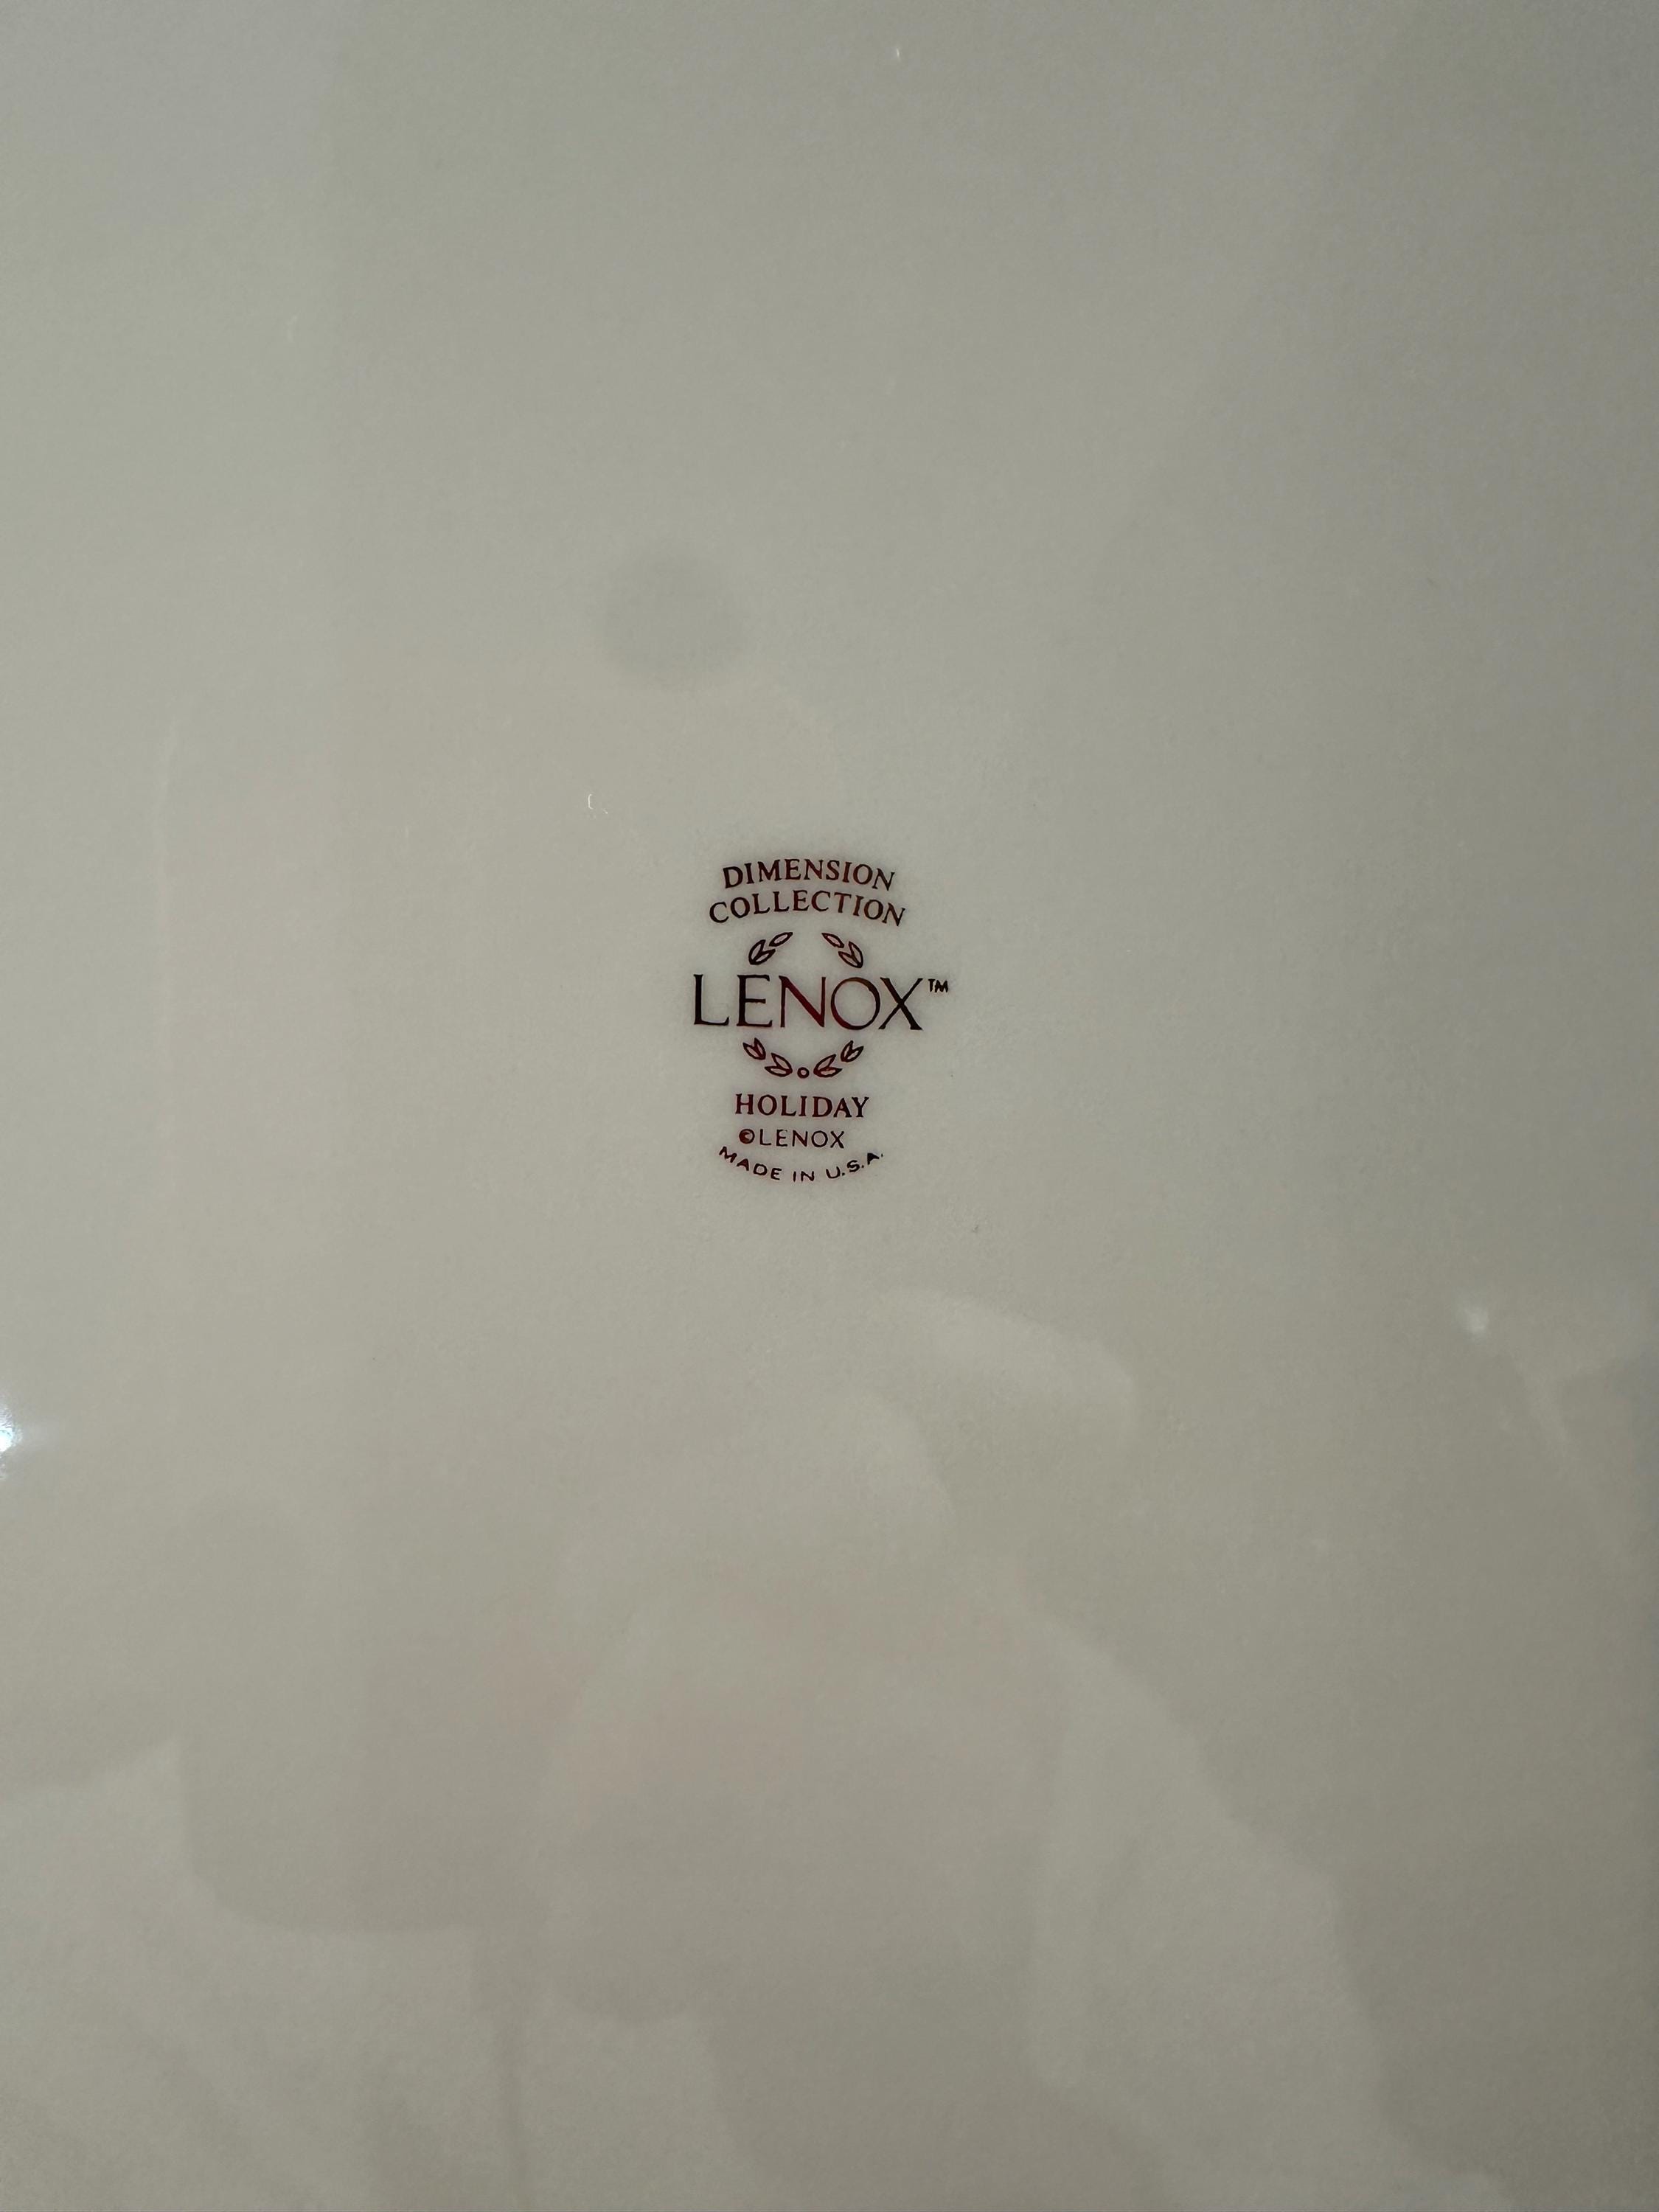 DIMENSION
COLLECTION
LENOX™
HOLIDAY
©LENOX
MADE IN U.S.A.